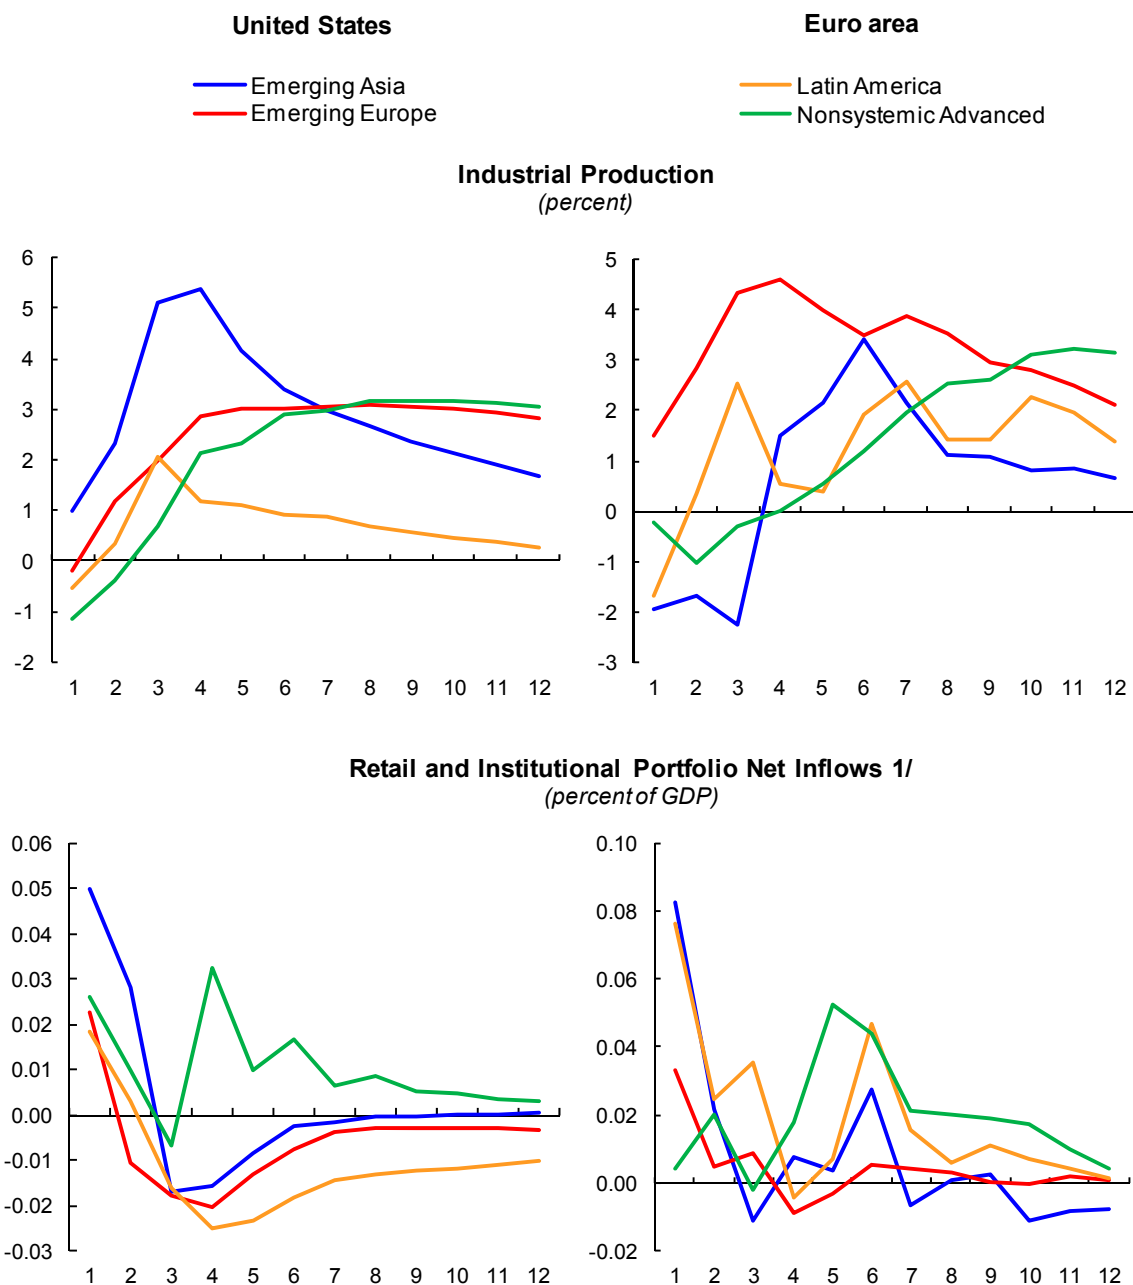 United States
Euro area
Emerging Asia
Latin America
Emerging Europe
Nonsystemic Advanced
Industrial Production
(percent)
6
5
4
3
2
1
0
-1
-2
1 2 3 4 5 6 7 8 9 10 11 12
5
4
3
2
1
0
-1
-2
-3
1 2 3 4 5 6 7 8 9 10 11 12
Retail and Institutional Portfolio Net Inflows 1/
(percent of GDP)
0.06
0.05
0.04
0.03
0.02
0.01
0.00
-0.01
-0.02
-0.03
1 2 3 4 5 6 7 8 9 10 11 12
0.10
0.08
0.06
0.04
0.02
0.00
-0.02
1 2 3 4 5 6 7 8 9 10 11 12